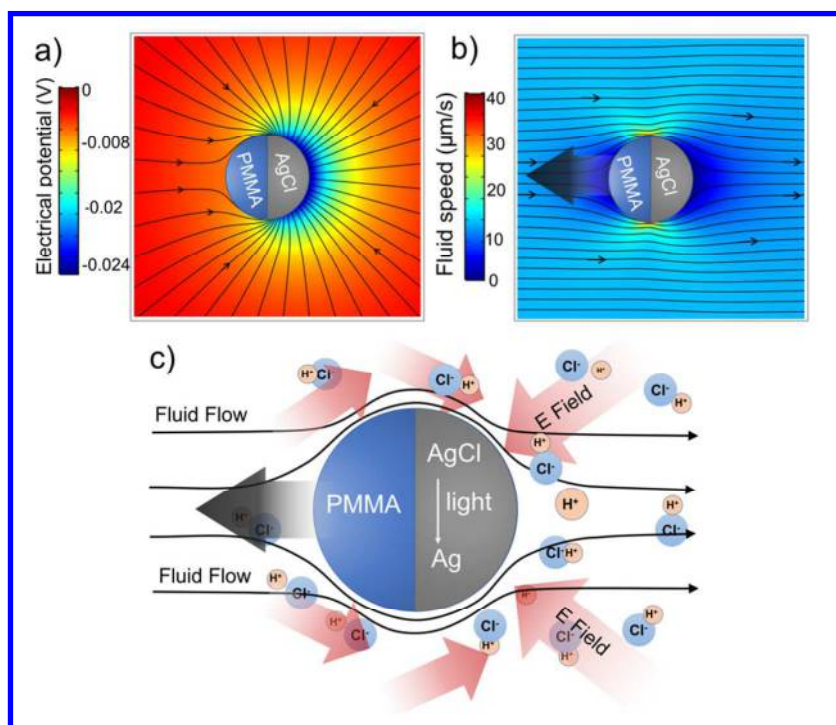 a)
Electrical potential (V)
0
-0.008
-0.02
-0.024
PMMA
AgCl
b)
Fluid speed (µm/s)
40
30
20
10
0
PMMA
AgCl
c)
H⁺ Cl⁻
Cl⁻ H⁺
Cl⁻ H⁺
Cl⁻ H⁺
Fluid Flow
E Field
H⁺
Cl⁻
AgCl
PMMA
light
Ag
H⁺
H⁺
Cl⁻
H⁺
Cl⁻
Cl⁻ H⁺
Fluid Flow
H⁺
Cl⁻
H⁺
Cl⁻
H⁺
Cl⁻
H⁺
E Field
Cl⁻
H⁺
H⁺
Cl⁻